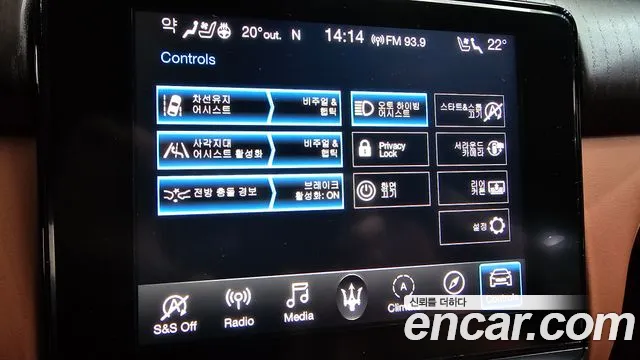 약 20°out. N 14:14 FM 93.9 22°
Controls
차선유지
어시스트
비주얼 &
햅틱
오토 하이빔
어시스트
스타트&스톱
끄기
사각지대
어시스트 활성화
비주얼 &
햅틱
Privacy
Lock
서라운드
카메라
전방 충돌 경보
브레이크
활성화: ON
화면
끄기
리어
커튼
설정
A
S&S Off
Radio
Media
Controls
신뢰를 더하다
encar.com